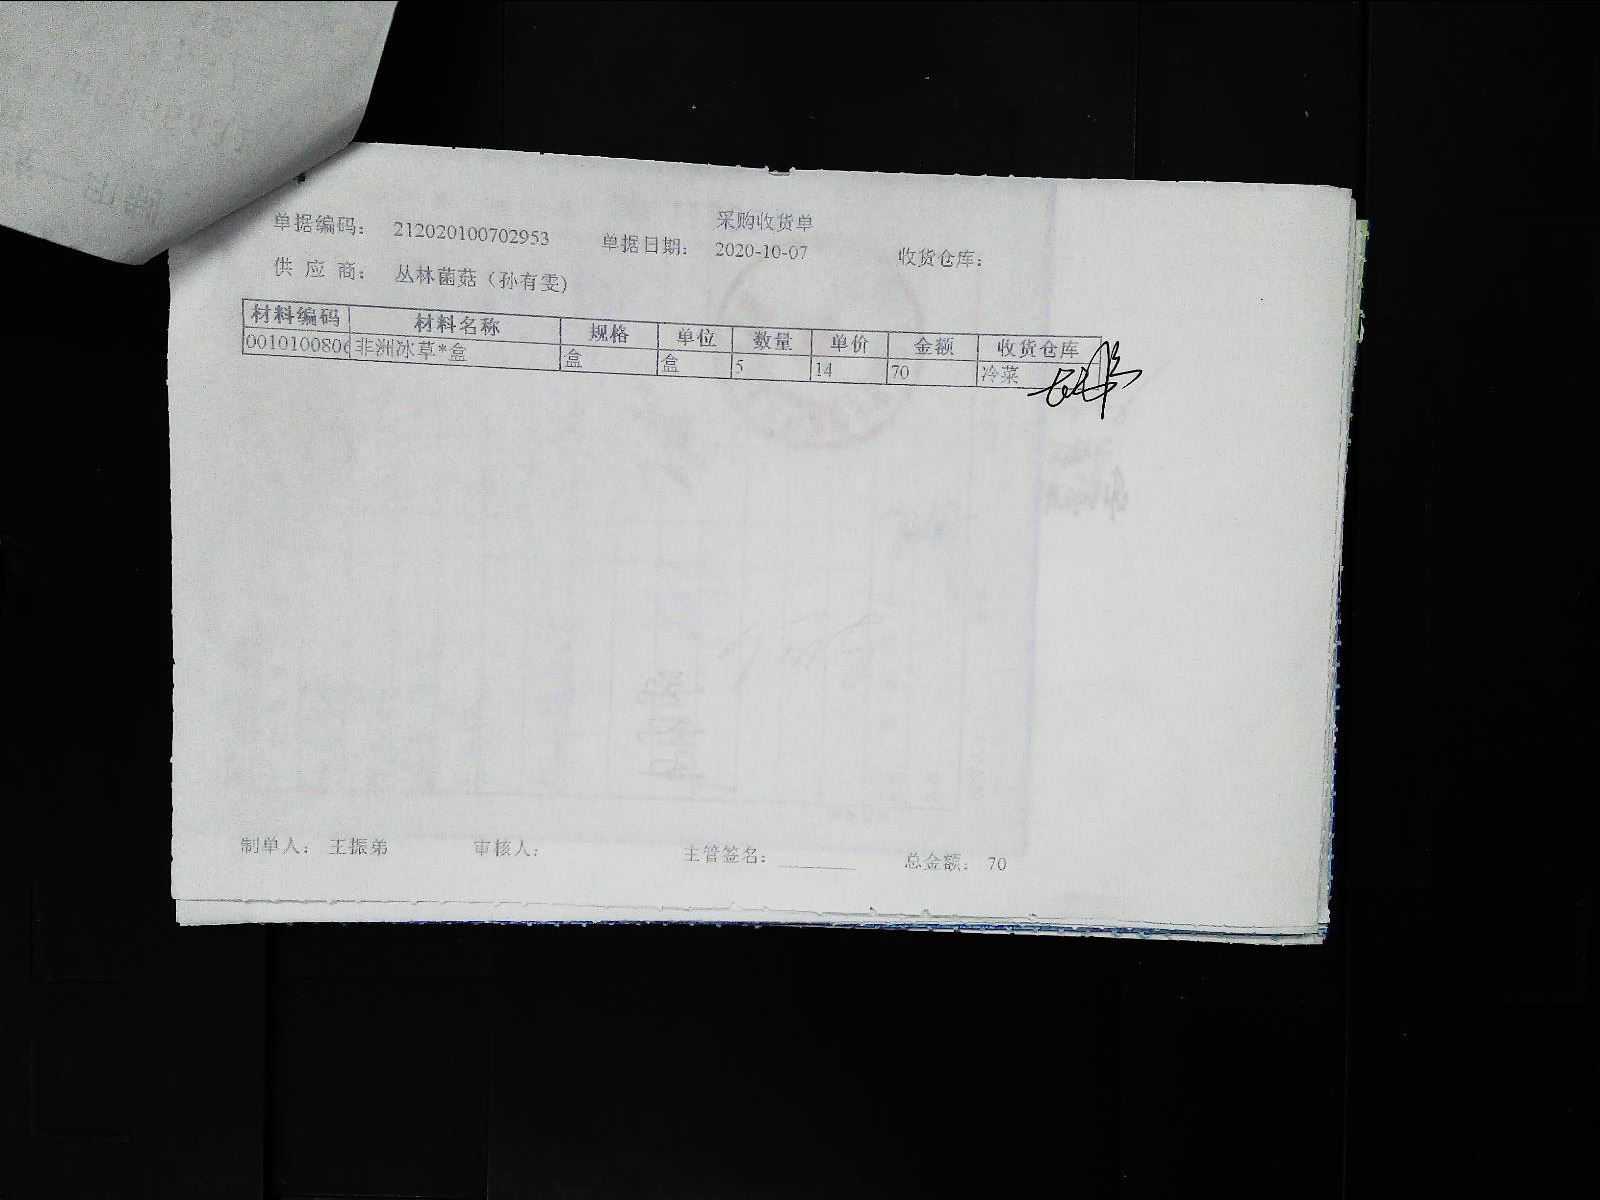 采购收货单
单据编码： 212020100702953 单据日期： 2020-10-07 收货仓库：
供 应 商： 丛林菌菇（孙有雯）
材料编码 材料名称 规格 单位 数量 单价 金额 收货仓库
0010100806 非洲冰草*盒 盒 盒 5 14 70 冷菜
制单人： 王振弟 审核人： 主管签名： 总金额： 70